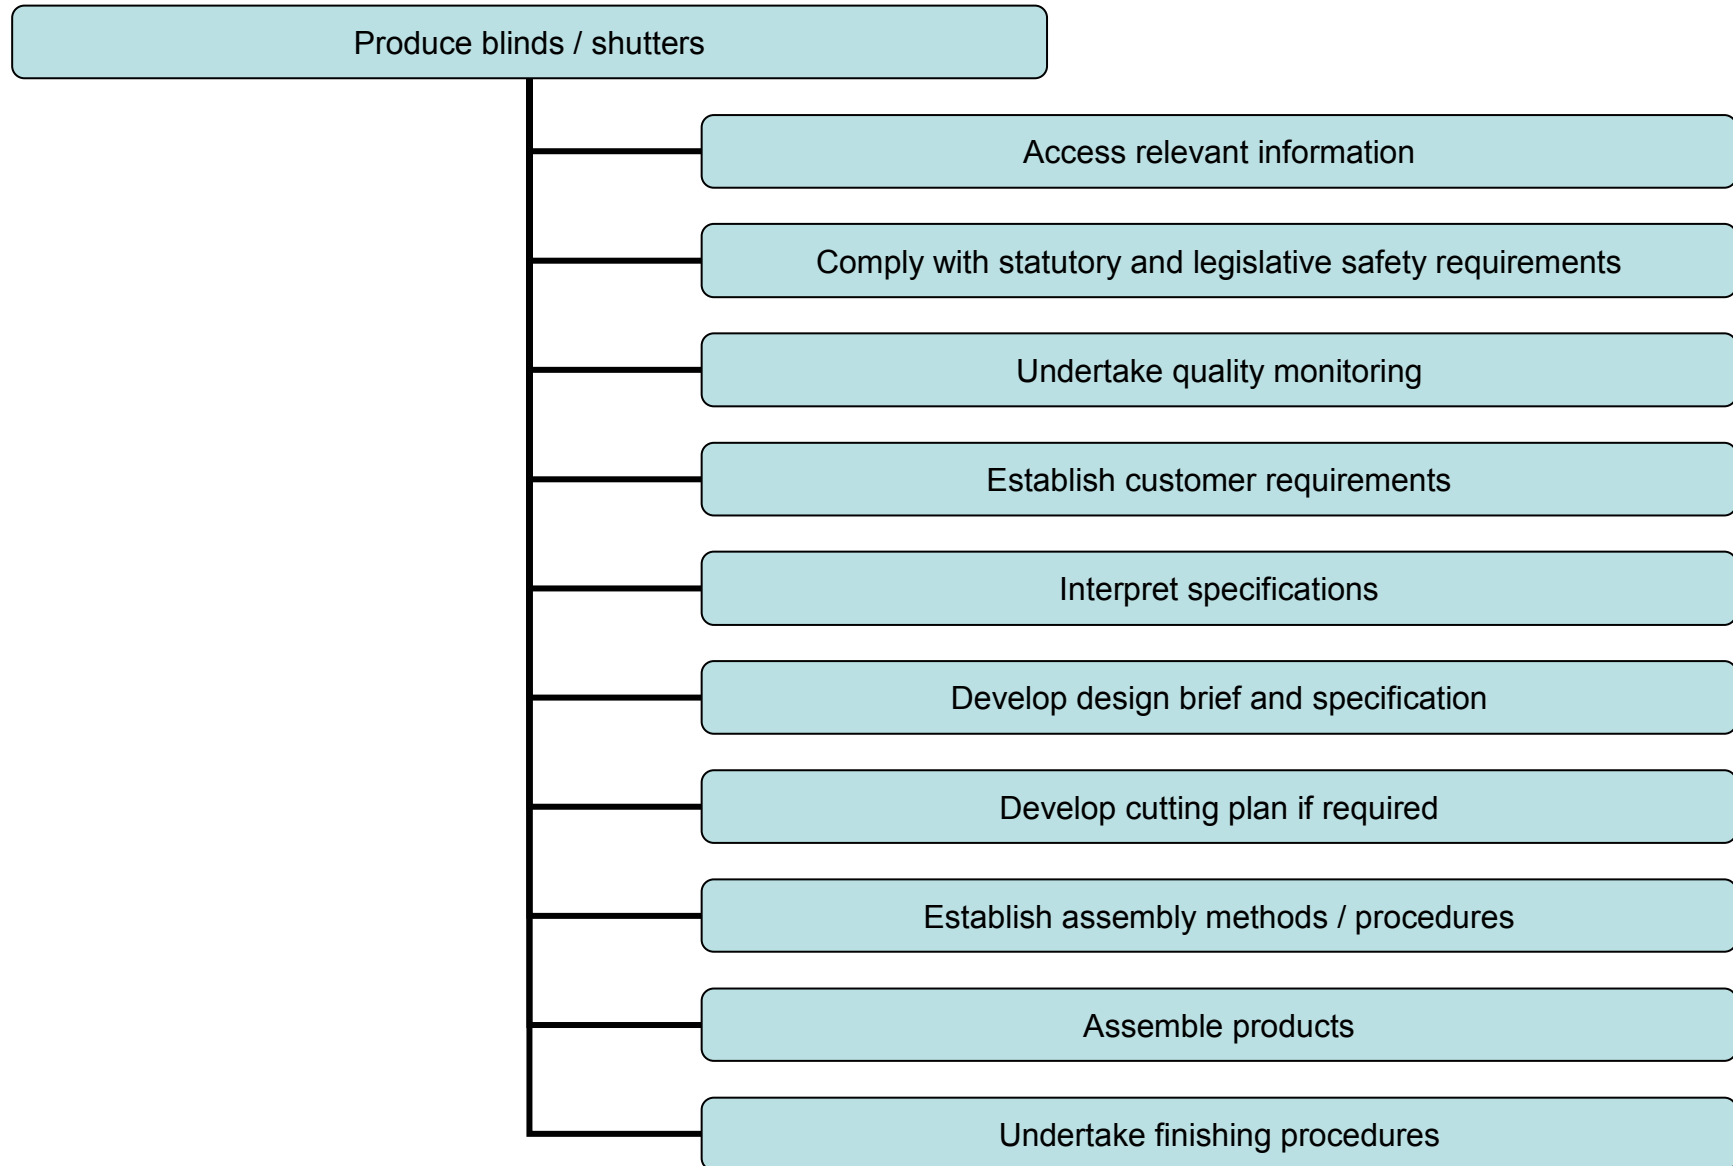 Produce blinds / shutters
Access relevant information
Comply with statutory and legislative safety requirements
Undertake quality monitoring
Establish customer requirements
Interpret specifications
Develop design brief and specification
Develop cutting plan if required
Establish assembly methods / procedures
Assemble products
Undertake finishing procedures